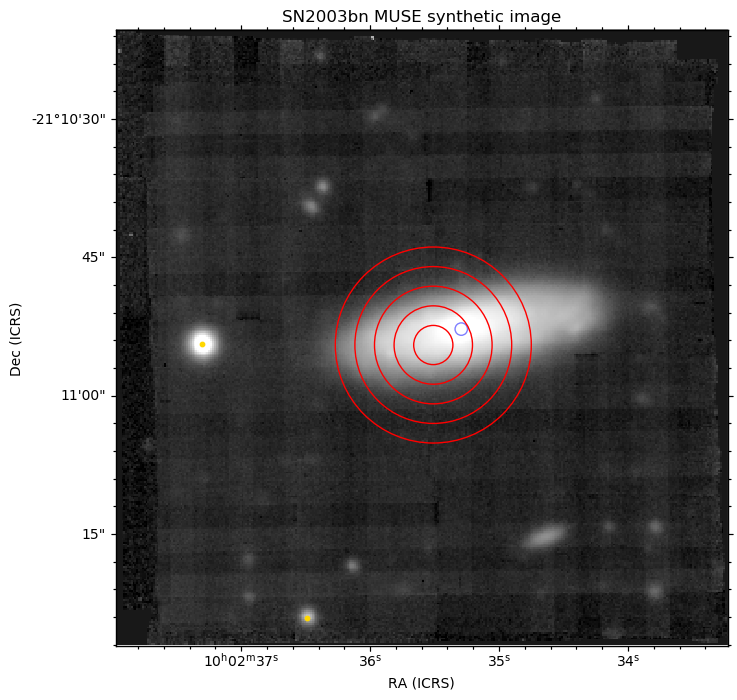 SN2003bn MUSE synthetic image
-21°10'30"
45"
11'00"
15"
Dec (ICRS)
10ʰ02ᵐ37ˢ 36ˢ 35ˢ 34ˢ
RA (ICRS)